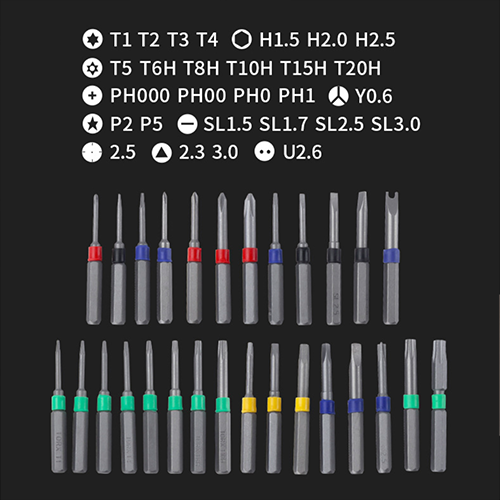 T1 T2 T3 T4 H1.5 H2.0 H2.5
T5 T6H T8H T10H T15H T20H
PH000 PH00 PH0 PH1 Y0.6
P2 P5 SL1.5 SL1.7 SL2.5 SL3.0
2.5 2.3 3.0 U2.6